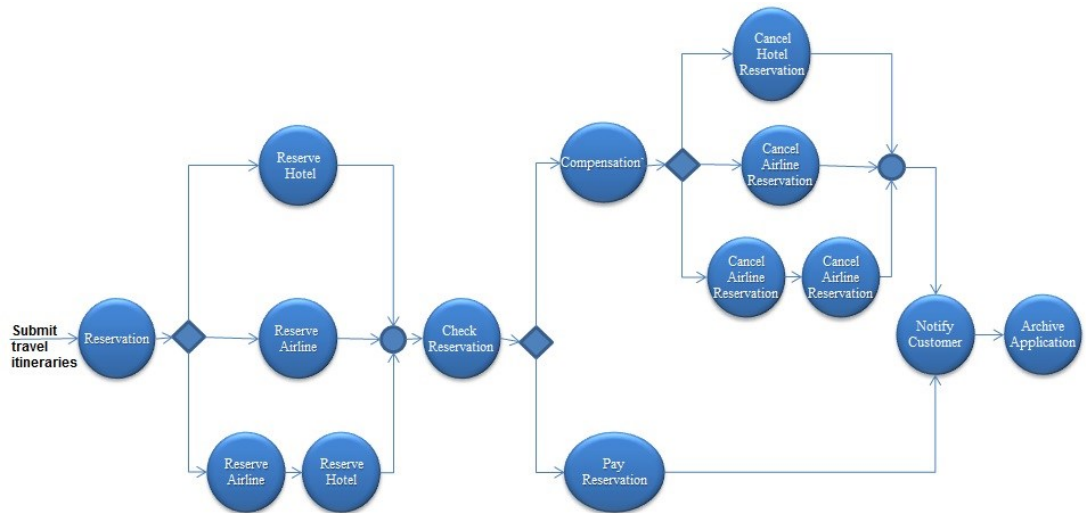 Submit
travel
itineraries
Reservation
Reserve
Hotel
Reserve
Airline
Reserve
Airline
Reserve
Hotel
Check
Reservation
Compensation`
Cancel
Hotel
Reservation
Cancel
Airline
Reservation
Cancel
Airline
Reservation
Cancel
Airline
Reservation
Pay
Reservation
Notify
Customer
Archive
Application